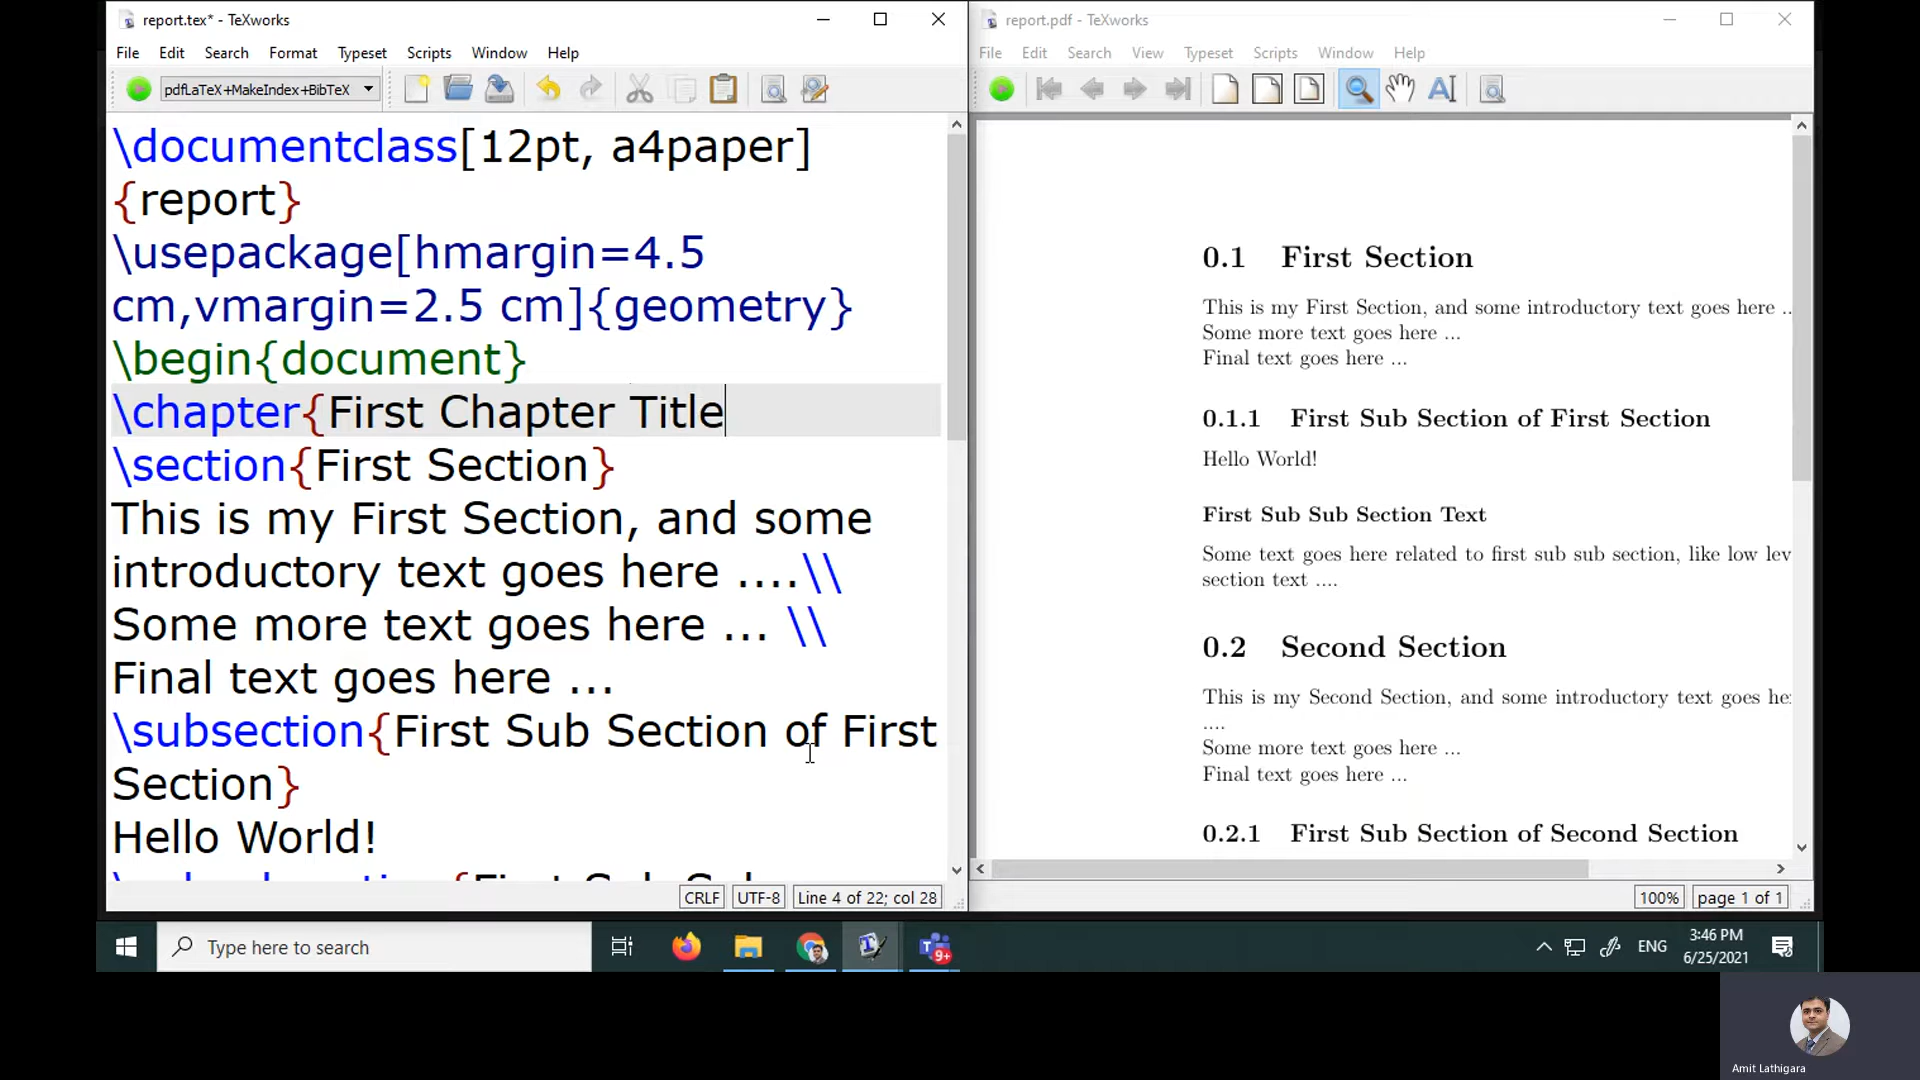 report.tex* - TeXworks
File Edit Search Format Typeset Scripts Window Help
pdfLaTeX+MakeIndex+BibTeX
\documentclass[12pt, a4paper]
{report}
\usepackage[hmargin=4.5
cm,vmargin=2.5 cm]{geometry}
\begin{document}
\chapter{First Chapter Title
\section{First Section}
This is my First Section, and some
introductory text goes here ....\\
Some more text goes here ... \\
Final text goes here ...
\subsection{First Sub Section of First
Section}
Hello World!
CRLF UTF-8 Line 4 of 22; col 28
report.pdf - TeXworks
File Edit Search View Typeset Scripts Window Help
0.1 First Section
This is my First Section, and some introductory text goes here ..
Some more text goes here ...
Final text goes here ...
0.1.1 First Sub Section of First Section
Hello World!
First Sub Sub Section Text
Some text goes here related to first sub sub section, like low lev
section text ....
0.2 Second Section
This is my Second Section, and some introductory text goes he
....
Some more text goes here ...
Final text goes here ...
0.2.1 First Sub Section of Second Section
100% page 1 of 1
Type here to search
9+
ENG
3:46 PM
6/25/2021
Amit Lathigara